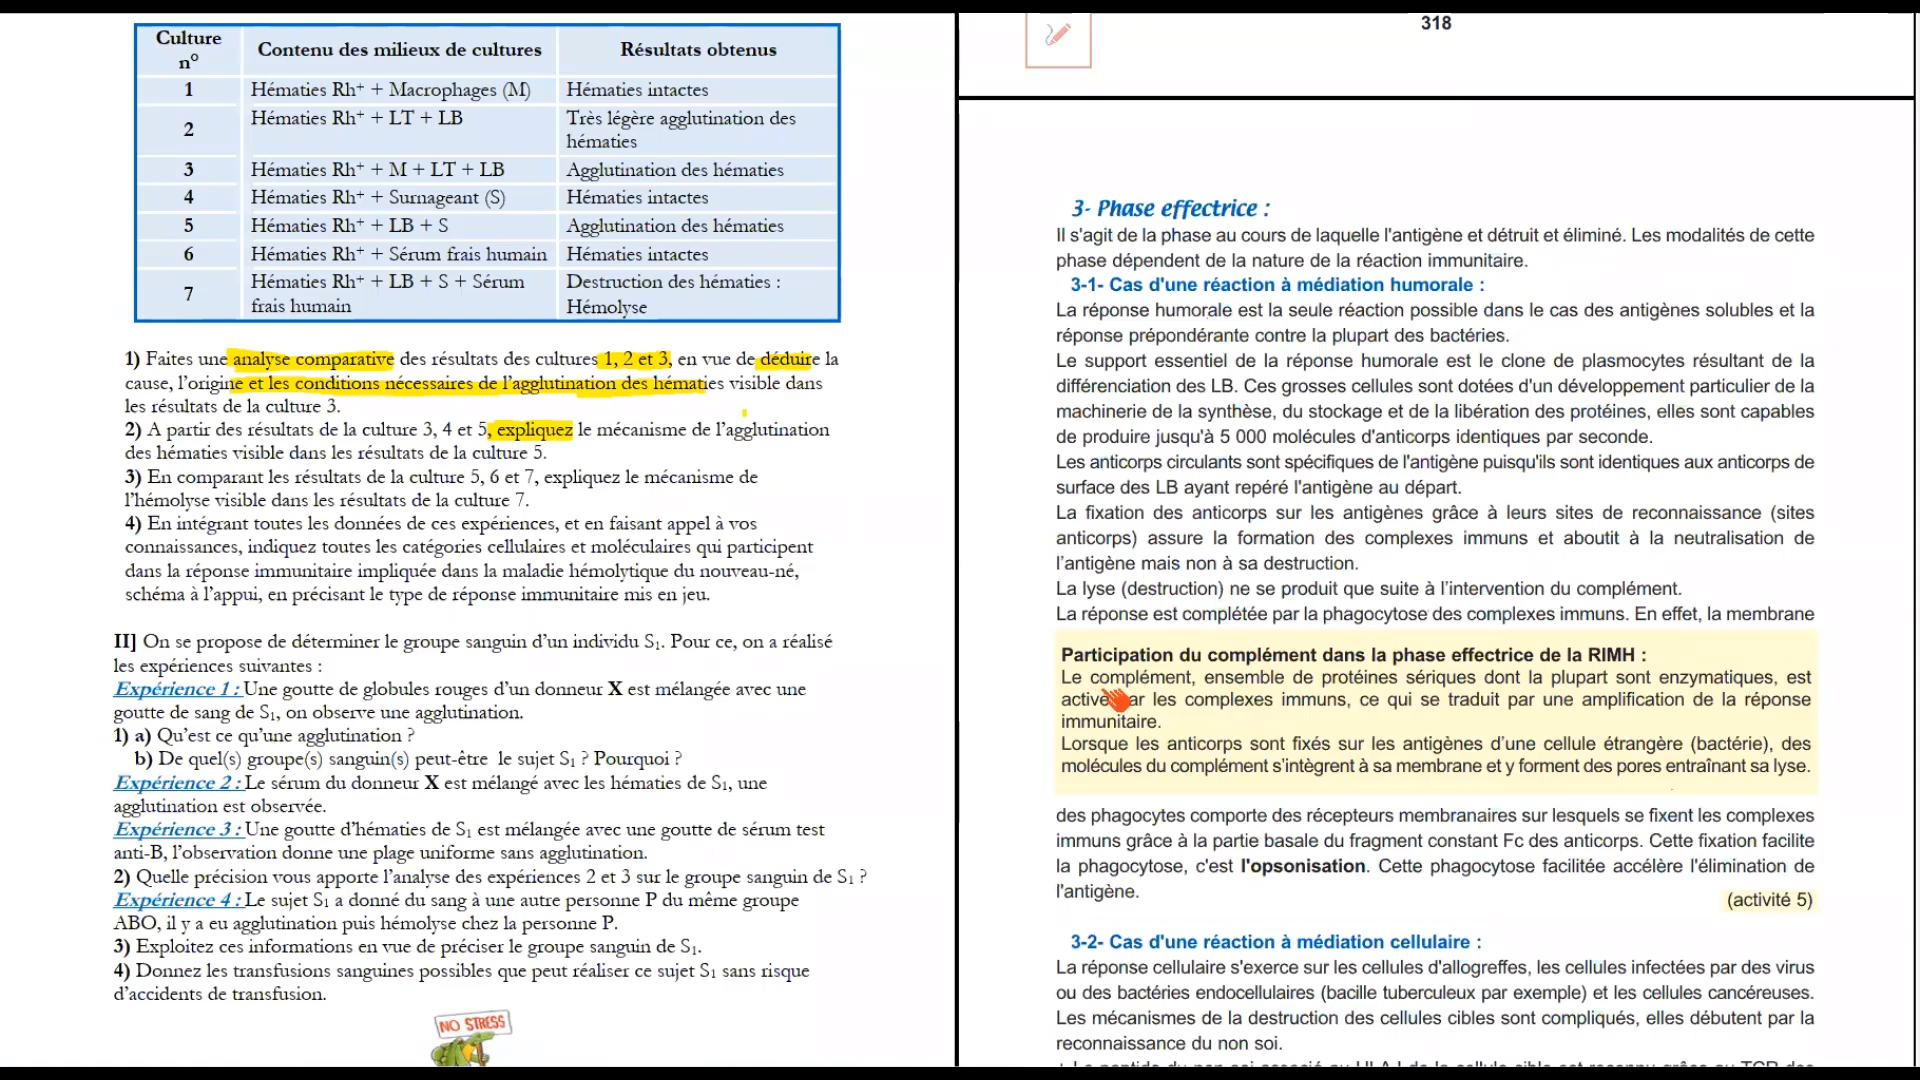 Culture n° | Contenu des milieux de cultures | Résultats obtenus
1 | Hématies Rh⁺ + Macrophages (M) | Hématies intactes
2 | Hématies Rh⁺ + LT + LB | Très légère agglutination des hématies
3 | Hématies Rh⁺ + M + LT + LB | Agglutination des hématies
4 | Hématies Rh⁺ + Surnageant (S) | Hématies intactes
5 | Hématies Rh⁺ + LB + S | Agglutination des hématies
6 | Hématies Rh⁺ + Sérum frais humain | Hématies intactes
7 | Hématies Rh⁺ + LB + S + Sérum frais humain | Destruction des hématies : Hémolyse
1) Faites une analyse comparative des résultats des cultures 1, 2 et 3, en vue de déduire la
cause, l'origine et les conditions nécessaires de l'agglutination des hématies visible dans
les résultats de la culture 3.
2) A partir des résultats de la culture 3, 4 et 5, expliquez le mécanisme de l'agglutination
des hématies visible dans les résultats de la culture 5.
3) En comparant les résultats de la culture 5, 6 et 7, expliquez le mécanisme de
l'hémolyse visible dans les résultats de la culture 7.
4) En intégrant toutes les données de ces expériences, et en faisant appel à vos
connaissances, indiquez toutes les catégories cellulaires et moléculaires qui participent
dans la réponse immunitaire impliquée dans la maladie hémolytique du nouveau-né,
schéma à l'appui, en précisant le type de réponse immunitaire mis en jeu.
II] On se propose de déterminer le groupe sanguin d'un individu S₁. Pour ce, on a réalisé
les expériences suivantes :
Expérience 1 : Une goutte de globules rouges d'un donneur X est mélangée avec une
goutte de sang de S₁, on observe une agglutination.
1) a) Qu'est ce qu'une agglutination ?
b) De quel(s) groupe(s) sanguin(s) peut-être le sujet S₁ ? Pourquoi ?
Expérience 2 : Le sérum du donneur X est mélangé avec les hématies de S₁, une
agglutination est observée.
Expérience 3 : Une goutte d'hématies de S₁ est mélangée avec une goutte de sérum test
anti-B, l'observation donne une plage uniforme sans agglutination.
2) Quelle précision vous apporte l'analyse des expériences 2 et 3 sur le groupe sanguin de S₁ ?
Expérience 4 : Le sujet S₁ a donné du sang à une autre personne P du même groupe
ABO, il y a eu agglutination puis hémolyse chez la personne P.
3) Exploitez ces informations en vue de préciser le groupe sanguin de S₁.
4) Donnez les transfusions sanguines possibles que peut réaliser ce sujet S₁ sans risque
d'accidents de transfusion.
NO STRESS
318
3- Phase effectrice :
Il s'agit de la phase au cours de laquelle l'antigène et détruit et éliminé. Les modalités de cette
phase dépendent de la nature de la réaction immunitaire.
3-1- Cas d'une réaction à médiation humorale :
La réponse humorale est la seule réaction possible dans le cas des antigènes solubles et la
réponse prépondérante contre la plupart des bactéries.
Le support essentiel de la réponse humorale est le clone de plasmocytes résultant de la
différenciation des LB. Ces grosses cellules sont dotées d'un développement particulier de la
machinerie de la synthèse, du stockage et de la libération des protéines, elles sont capables
de produire jusqu'à 5 000 molécules d'anticorps identiques par seconde.
Les anticorps circulants sont spécifiques de l'antigène puisqu'ils sont identiques aux anticorps de
surface des LB ayant repéré l'antigène au départ.
La fixation des anticorps sur les antigènes grâce à leurs sites de reconnaissance (sites
anticorps) assure la formation des complexes immuns et aboutit à la neutralisation de
l'antigène mais non à sa destruction.
La lyse (destruction) ne se produit que suite à l'intervention du complément.
La réponse est complétée par la phagocytose des complexes immuns. En effet, la membrane
Participation du complément dans la phase effectrice de la RIMH :
Le complément, ensemble de protéines sériques dont la plupart sont enzymatiques, est
les complexes immuns, ce qui se traduit par une amplification de la réponse
immunitaire.
Lorsque les anticorps sont fixés sur les antigènes d'une cellule étrangère (bactérie), des
molécules du complément s'intègrent à sa membrane et y forment des pores entraînant sa lyse.
des phagocytes comporte des récepteurs membranaires sur lesquels se fixent les complexes
immuns grâce à la partie basale du fragment constant Fc des anticorps. Cette fixation facilite
la phagocytose, c'est l'opsonisation. Cette phagocytose facilitée accélère l'élimination de
l'antigène.
(activité 5)
3-2- Cas d'une réaction à médiation cellulaire :
La réponse cellulaire s'exerce sur les cellules d'allogreffes, les cellules infectées par des virus
ou des bactéries endocellulaires (bacille tuberculeux par exemple) et les cellules cancéreuses.
Les mécanismes de la destruction des cellules cibles sont compliqués, elles débutent par la
reconnaissance du non soi.